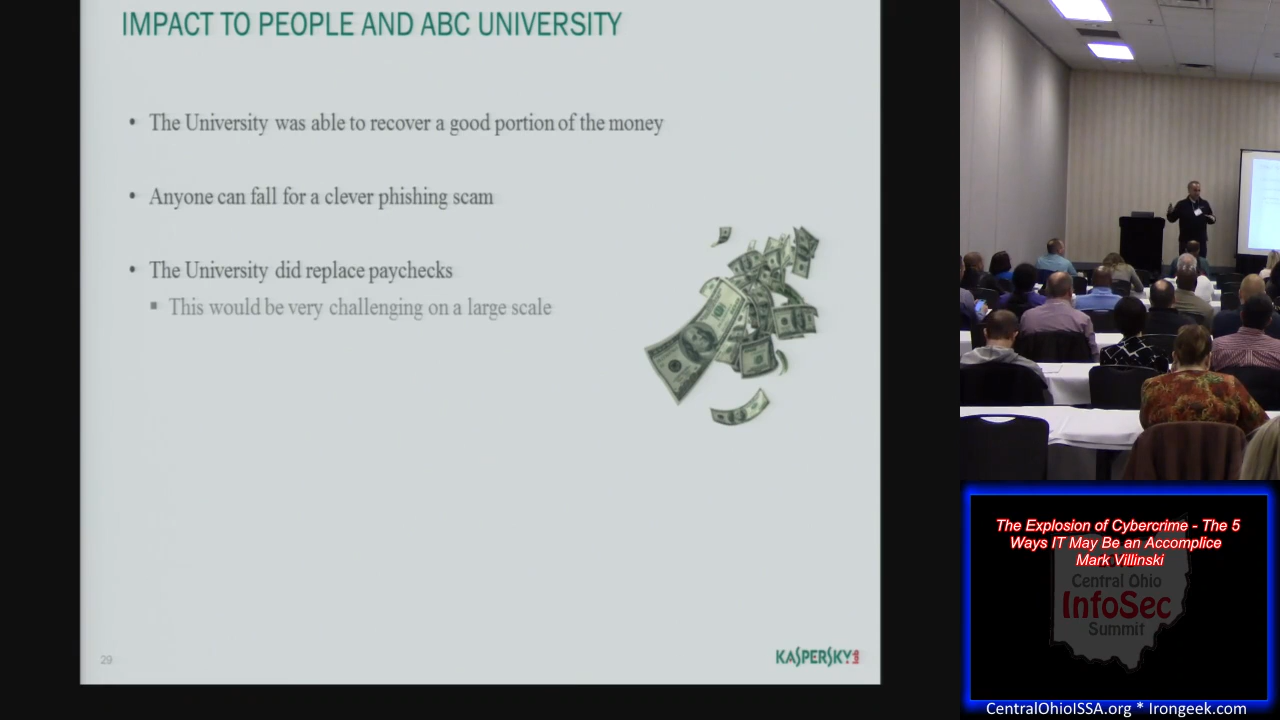 IMPACT TO PEOPLE AND ABC UNIVERSITY
• The University was able to recover a good portion of the money
• Anyone can fall for a clever phishing scam
• The University did replace paychecks
▪ This would be very challenging on a large scale
29
KASPERSKY lab
The Explosion of Cybercrime - The 5
Ways IT May Be an Accomplice
Mark Villinski
Central Ohio
InfoSec
Summit
CentralOhioISSA.org * Irongeek.com